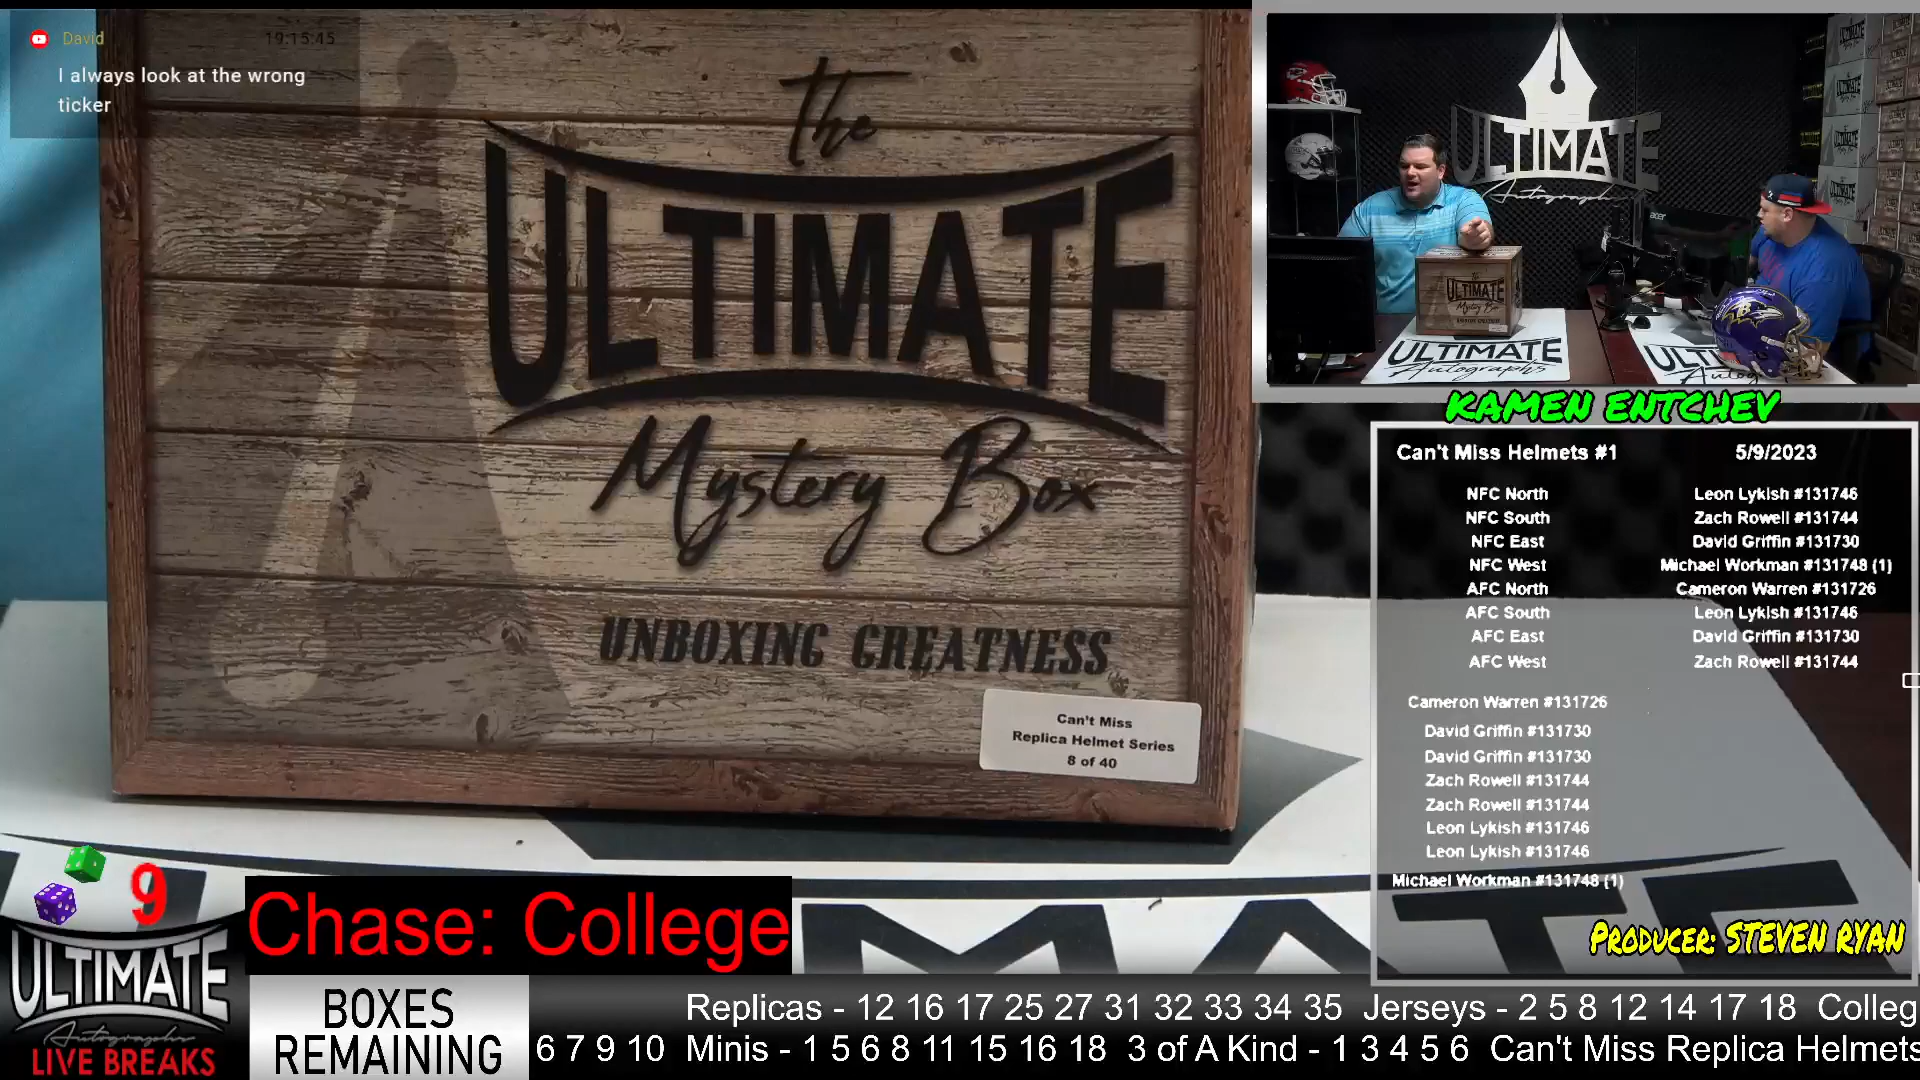 David 19:15:45
I always look at the wrong
ticker
The
ULTIMATE
Mystery Box
UNBOXING GREATNESS
Can't Miss
Replica Helmet Series
8 of 40
ULTIMATE
Autographs
ULTIMATE
Mystery Box
ULTIMATE
Autographs
acer
KAMEN ENTCHEV
Can't Miss Helmets #1 5/9/2023
NFC North Leon Lykish #131746
NFC South Zach Rowell #131744
NFC East David Griffin #131730
NFC West Michael Workman #131748 (1)
AFC North Cameron Warren #131726
AFC South Leon Lykish #131746
AFC East David Griffin #131730
AFC West Zach Rowell #131744
Cameron Warren #131726
David Griffin #131730
David Griffin #131730
Zach Rowell #131744
Zach Rowell #131744
Leon Lykish #131746
Leon Lykish #131746
Michael Workman #131748 (1)
Producer: STEVEN RYAN
9
Chase: College
ULTIMATE
Autographs
LIVE BREAKS
BOXES
REMAINING
Replicas - 12 16 17 25 27 31 32 33 34 35 Jerseys - 2 5 8 12 14 17 18 Colleg
6 7 9 10 Minis - 1 5 6 8 11 15 16 18 3 of A Kind - 1 3 4 5 6 Can't Miss Replica Helmets